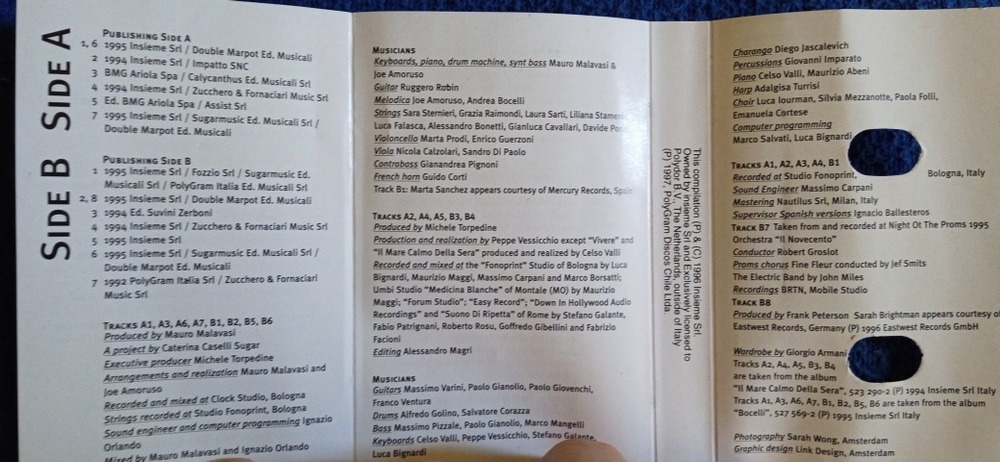 SIDE A
PUBLISHING SIDE A
1, 6 1995 Insieme Srl / Double Marpot Ed. Musicali
2 1994 Insieme Srl / Impatto SNC
3 BMG Ariola Spa / Calycanthus Ed. Musicali Srl
4 1994 Insieme Srl / Zucchero & Fornaciari Music Srl
5 Ed. BMG Ariola Spa / Assist Srl
7 1995 Insieme Srl / Sugarmusic Ed. Musicali Srl /
Double Marpot Ed. Musicali
SIDE B
PUBLISHING SIDE B
1 1995 Insieme Srl / Fozzio Srl / Sugarmusic Ed.
Musicali Srl / PolyGram Italia Ed. Musicali Srl
2, 8 1995 Insieme Srl / Double Marpot Ed. Musicali
3 1994 Ed. Suvini Zerboni
4 1994 Insieme Srl / Zucchero & Fornaciari Music Srl
5 1995 Insieme Srl
6 1995 Insieme Srl / Sugarmusic Ed. Musicali Srl /
Double Marpot Ed. Musicali
7 1992 PolyGram Italia Srl / Zucchero & Fornaciari
Music Srl
TRACKS A1, A3, A6, A7, B1, B2, B5, B6
Produced by Mauro Malavasi
A project by Caterina Caselli Sugar
Executive producer Michele Torpedine
Arrangements and realization Mauro Malavasi and
Joe Amoruso
Recorded and mixed at Clock Studio, Bologna
Strings recorded at Studio Fonoprint, Bologna
Sound engineer and computer programming Ignazio
Orlando
Mixed by Mauro Malavasi and Ignazio Orlando
MUSICIANS
Keyboards, piano, drum machine, synt bass Mauro Malavasi &
Joe Amoruso
Guitar Ruggero Robin
Melodica Joe Amoruso, Andrea Bocelli
Strings Sara Sternieri, Grazia Raimondi, Laura Sarti, Liliana
Luca Falasca, Alessandro Bonetti, Gianluca Cavallari, Davide
Violoncello Marta Prodi, Enrico Guerzoni
Viola Nicola Calzolari, Sandro Di Paolo
Contrabass Gianandrea Pignoni
French horn Guido Corti
Track B1: Marta Sanchez appears courtesy of Mercury Records, Spain
TRACKS A2, A4, A5, B3, B4
Produced by Michele Torpedine
Production and realization by Peppe Vessicchio except "Vivere" and
"Il Mare Calmo Della Sera" produced and realized by Celso Valli
Recorded and mixed at the "Fonoprint" Studio of Bologna by Luca
Bignardi, Maurizio Maggi, Massimo Carpani and Marco Borsatti;
Umbi Studio "Medicina Blanche" of Montale (MO) by Maurizio
Maggi; "Forum Studio"; "Easy Record"; "Down In Hollywood Audio
Recordings" and "Suono Di Ripetta" of Rome by Stefano Galante,
Fabio Patrignani, Roberto Rosu, Goffredo Gibellini and Fabrizio
Facioni
Editing Alessandro Magri
MUSICIANS
Guitars Massimo Varini, Paolo Gianolio, Paolo Giovenchi,
Franco Ventura
Drums Alfredo Golino, Salvatore Corazza
Bass Massimo Pizzale, Paolo Gianolio, Marco Mangelli
Keyboards Celso Valli, Peppe Vessicchio, Stefano Galante,
Luca Bignardi
This compilation (P) & (C) 1996 Insieme Srl.
Owned by Insieme Srl and Exclusively licensed to
Polydor B.V., The Netherlands, outside of Italy
(P) 1997, PolyGram Discos Chile Ltda.
Charango Diego Jascalevich
Percussions Giovanni Imparato
Piano Celso Valli, Maurizio Abeni
Harp Adalgisa Turrisi
Choir Luca Jourman, Silvia Mezzanotte, Paola Folli,
Emanuela Cortese
Computer programming
Marco Salvati, Luca Bignardi
TRACKS A1, A2, A3, A4, B1
Recorded at Studio Fonoprint, Bologna, Italy
Sound Engineer Massimo Carpani
Mastering Nautilus Srl, Milan, Italy
Supervisor Spanish versions Ignacio Ballesteros
TRACK B7 Taken from and recorded at Night Of The Proms 1995
Orchestra "Il Novecento"
Conductor Robert Groslot
Proms chorus Fine Fleur conducted by Jef Smits
The Electric Band by John Miles
Recordings BRTN, Mobile Studio
TRACK B8
Produced by Frank Peterson Sarah Brightman appears courtesy of
Eastwest Records, Germany (P) 1996 Eastwest Records GmbH
Wardrobe by Giorgio Armani
Tracks A2, A4, A5, B3, B4
are taken from the album
"Il Mare Calmo Della Sera", 523 290-2 (P) 1994 Insieme Srl Italy
Tracks A1, A3, A6, A7, B1, B2, B5, B6 are taken from the album
"Bocelli", 527 569-2 (P) 1995 Insieme Srl Italy
Photography Sarah Wong, Amsterdam
Graphic design Link Design, Amsterdam